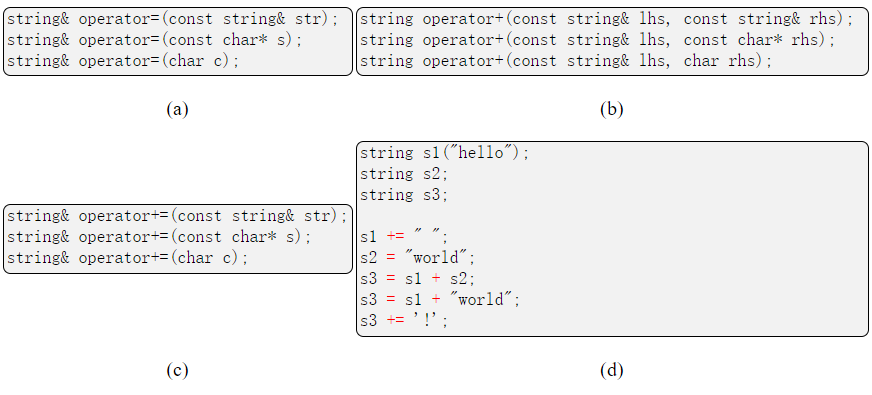 string& operator=(const string& str);
string& operator=(const char* s);
string& operator=(char c);
(a)
string operator+(const string& lhs, const string& rhs);
string operator+(const string& lhs, const char* rhs);
string operator+(const string& lhs, char rhs);
(b)
string& operator+=(const string& str);
string& operator+=(const char* s);
string& operator+=(char c);
(c)
string s1("hello");
string s2;
string s3;
s1 += " ";
s2 = "world";
s3 = s1 + s2;
s3 = s1 + "world";
s3 += '!';
(d)